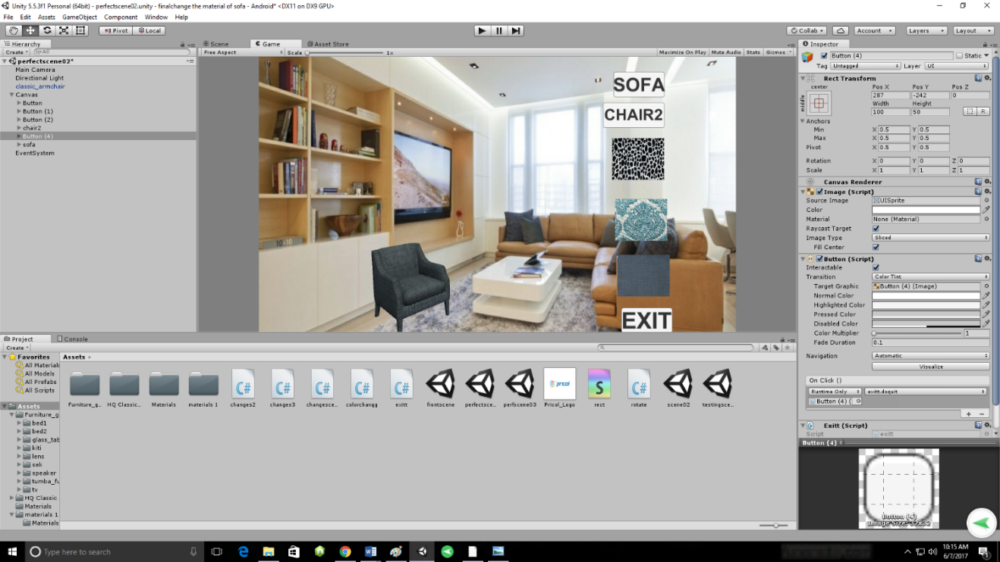 Unity 5.5.3f1 Personal (64bit) - perfectscene02.unity - finalchange the material of sofa - Android* <DX11 on DX9 GPU>
File Edit Assets GameObject Component Window Help
Pivot Local Collab Account Layers Layout
Hierarchy Scene Game Asset Store Inspector
Create All Free Aspect Scale 1x Maximize On Play Mute Audio Stats Gizmos
perfectscene02*
Main Camera
Directional Light
classic_armchair
Canvas
Button
Button (1)
Button (2)
chair2
Button (4)
sofa
EventSystem
SOFA
CHAIR2
10×10
EXIT
Button (4) Static
Tag Untagged Layer UI
Rect Transform
center Pos X Pos Y Pos Z
middle 287 -242 0
Width Height
100 50 R
Anchors
Min X 0.5 Y 0.5
Max X 0.5 Y 0.5
Pivot X 0.5 Y 0.5
Rotation X 0 Y 0 Z 0
Scale X 1 Y 1 Z 1
Canvas Renderer
Image (Script)
Source Image UISprite
Color
Material None (Material)
Raycast Target
Image Type Sliced
Fill Center
Button (Script)
Interactable
Transition Color Tint
Target Graphic Button (4) (Image)
Normal Color
Highlighted Color
Pressed Color
Disabled Color
Color Multiplier 1
Fade Duration 0.1
Navigation Automatic
Visualize
On Click ()
Runtime Only exitt.doquit
Button (4) (
Exitt (Script)
Script exitt
Button (4)
Button (4)
Image Size: 32x32
Project Console
Create
Favorites
All Materials
All Models
All Prefabs
All Scripts
Assets
Furniture_g
bed1
bed2
glass_tab
kiti
lens
sek
speaker
tumba_fu
tv
HQ Classic
Materials
materials 1
Materials
Assets
C# C# C# C# C# pricol S C#
Furniture_g... HQ Classic... Materials materials 1 changes2 changes3 changesce... colorchangg exitt frontscene perfectsce... perfscene03 Pricol_Logo rect rotate scene02 testingsce...
Type here to search
10:15 AM
6/7/2017